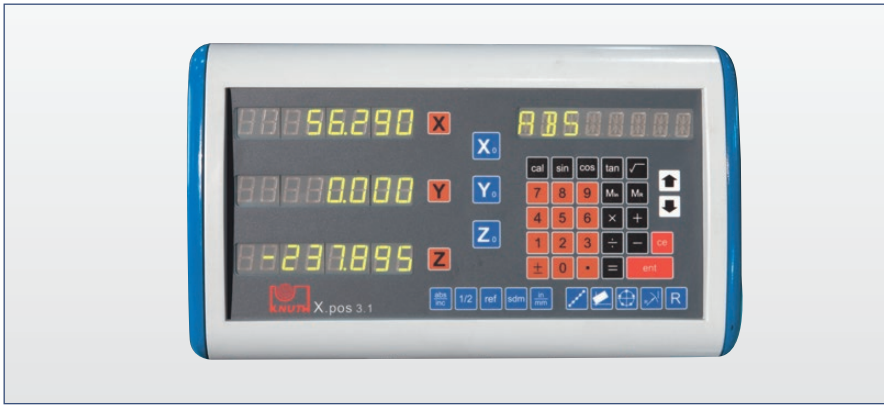 56.290 X
ABS
X0
0.000 Y
Y0
-237.895 Z
Z0
cal sin cos tan √
7 8 9
4 5 6 × +
1 2 3 ÷ − ce
± 0 • = ent
KNUTH X.pos 3.1
abs inc 1/2 ref sdm in mm R